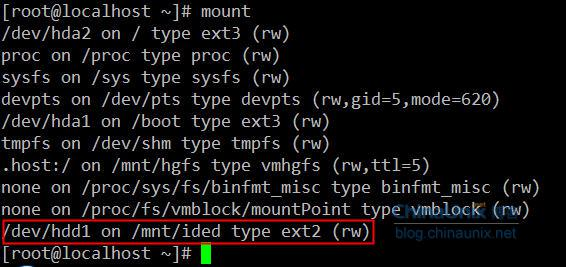 [root@localhost ~]# mount
/dev/hda2 on / type ext3 (rw)
proc on /proc type proc (rw)
sysfs on /sys type sysfs (rw)
devpts on /dev/pts type devpts (rw,gid=5,mode=620)
/dev/hda1 on /boot type ext3 (rw)
tmpfs on /dev/shm type tmpfs (rw)
.host:/ on /mnt/hgfs type vmhgfs (rw,ttl=5)
none on /proc/sys/fs/binfmt_misc type binfmt_misc (rw)
none on /proc/fs/vmblock/mountPoint type vmblock (rw)
/dev/hdd1 on /mnt/ided type ext2 (rw)
[root@localhost ~]#
ChinaUnix 博客
blog.chinaunix.net